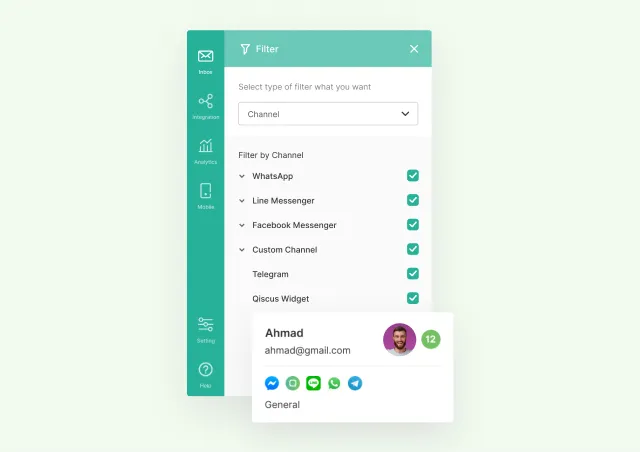 Filter
Inbox
Select type of filter what you want
Channel
Integration
Analytics
Mobile
Filter by Channel
WhatsApp
Line Messenger
Facebook Messenger
Custom Channel
Telegram
Qiscus Widget
Setting
Ahmad
ahmad@gmail.com
12
LINE
General